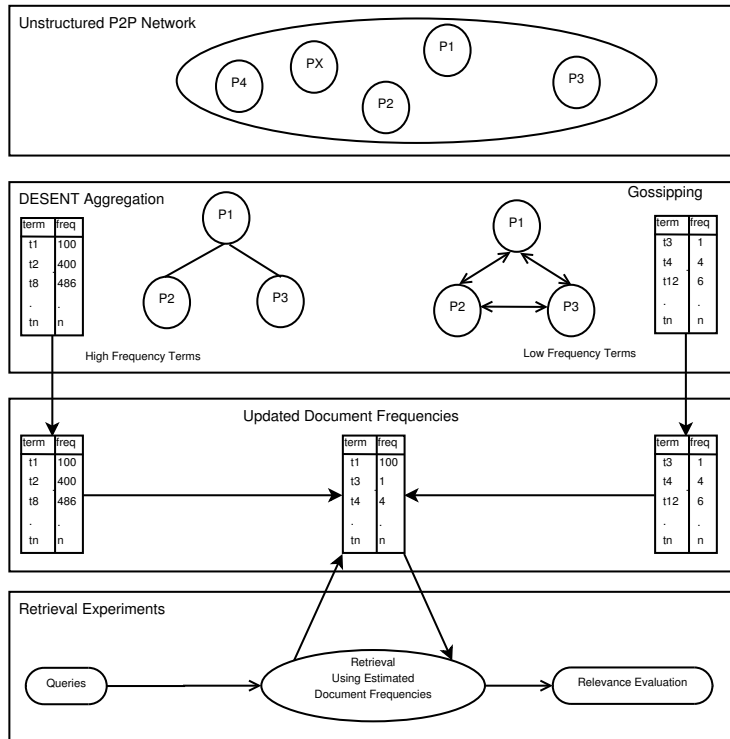 Unstructured P2P Network
P1
PX
P4
P3
P2
DESENT Aggregation
Gossipping
term freq
t1 100
t2 400
t8 486
. .
tn n
P1
P2
P3
High Frequency Terms
P1
P2
P3
Low Frequency Terms
term freq
t3 1
t4 4
t12 6
. .
tn n
Updated Document Frequencies
term freq
t1 100
t2 400
t8 486
. .
tn n
term freq
t1 100
t3 1
t4 4
. .
tn n
term freq
t3 1
t4 4
t12 6
. .
tn n
Retrieval Experiments
Queries
Retrieval
Using Estimated
Document Frequencies
Relevance Evaluation